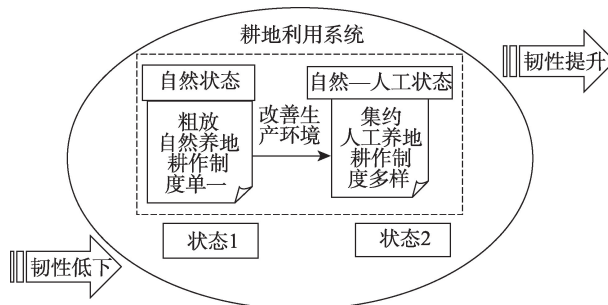 耕地利用系统
韧性提升
自然状态
自然—人工状态
粗放
自然养地
耕作制
度单一
改善生
产环境
集约
人工养地
耕作制
度多样
状态1
状态2
韧性低下